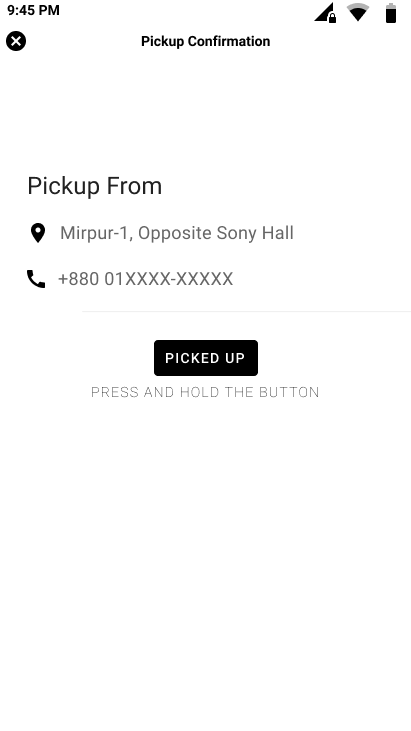 9:45 PM
Pickup Confirmation
Pickup From
Mirpur-1, Opposite Sony Hall
+880 01XXXX-XXXXX
PICKED UP
PRESS AND HOLD THE BUTTON